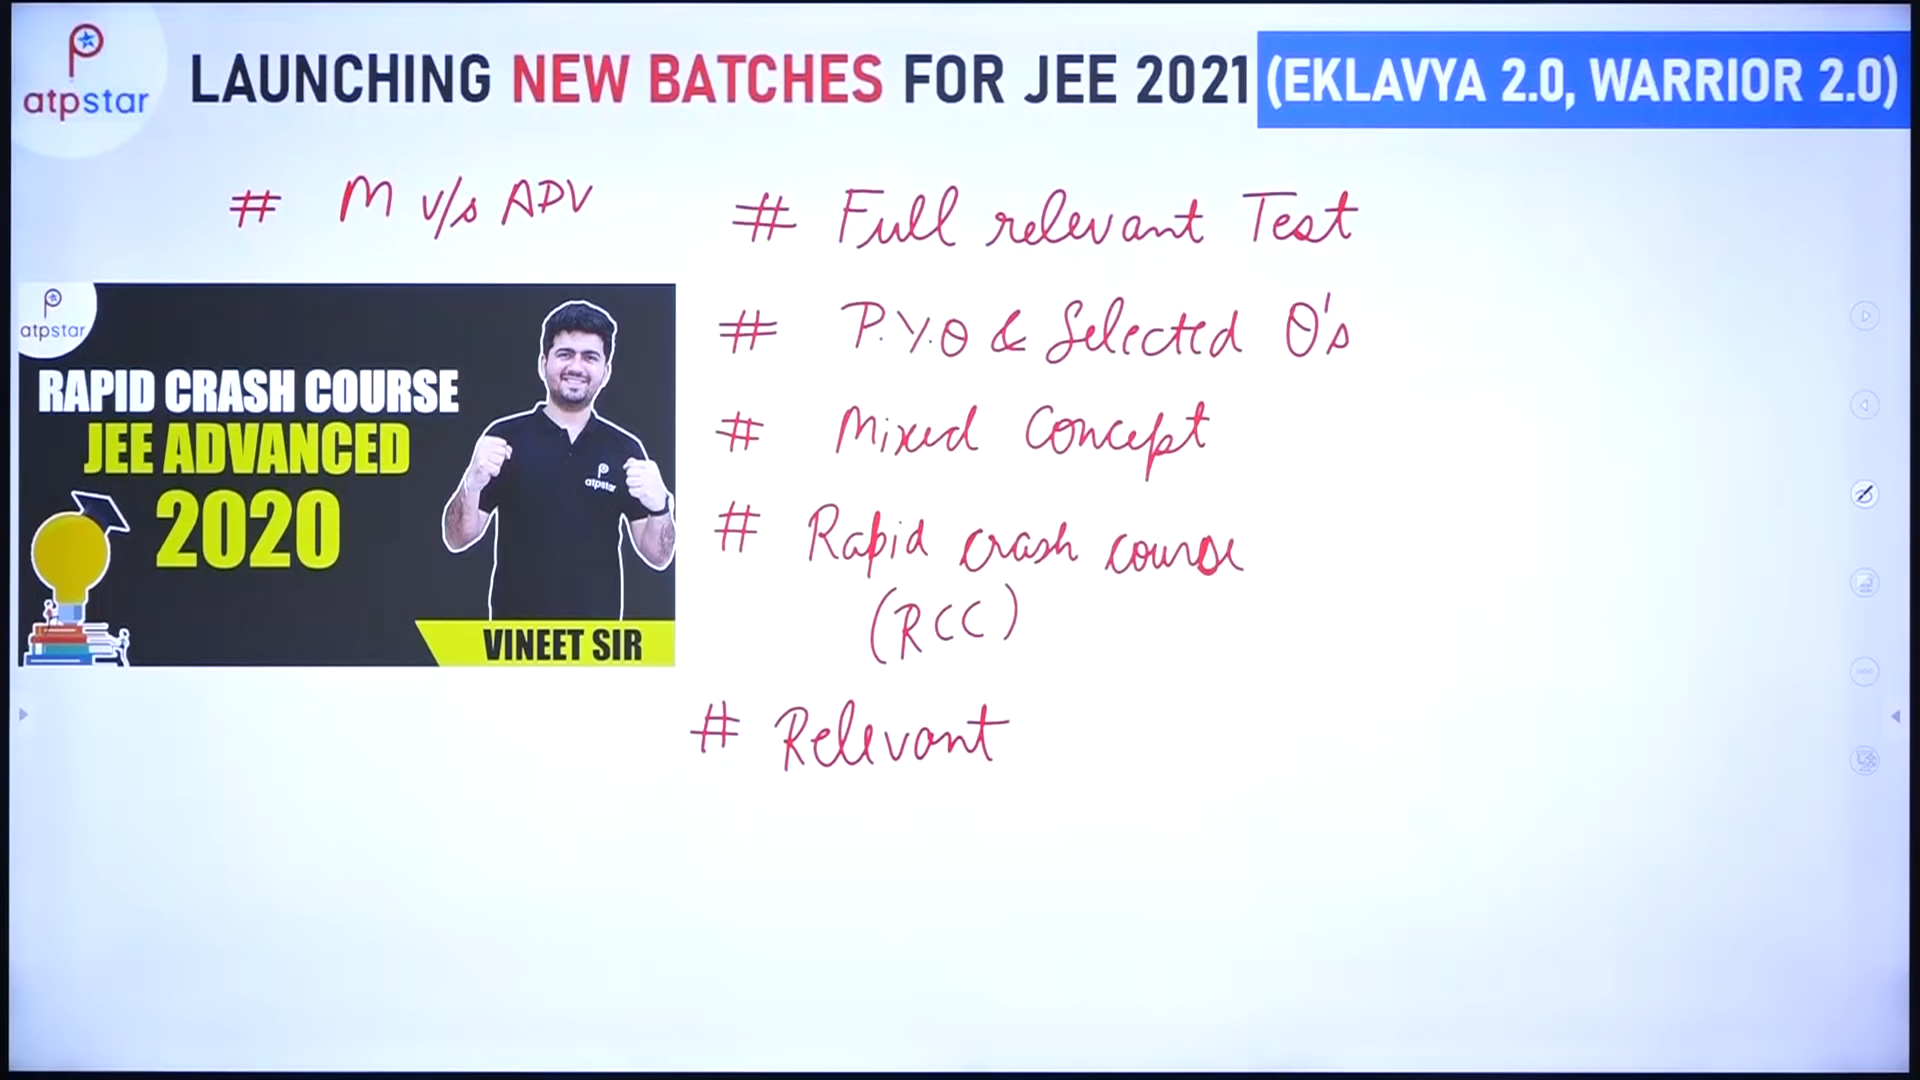 atpstar
LAUNCHING NEW BATCHES FOR JEE 2021 (EKLAVYA 2.0, WARRIOR 2.0)
# M v/s ADV
# Full relevant Test
# P.Y.Q & Selected Q's
# Mixed Concept
# Rapid crash course
(RCC)
# Relevant
atpstar
RAPID CRASH COURSE
JEE ADVANCED
2020
atpstar
VINEET SIR